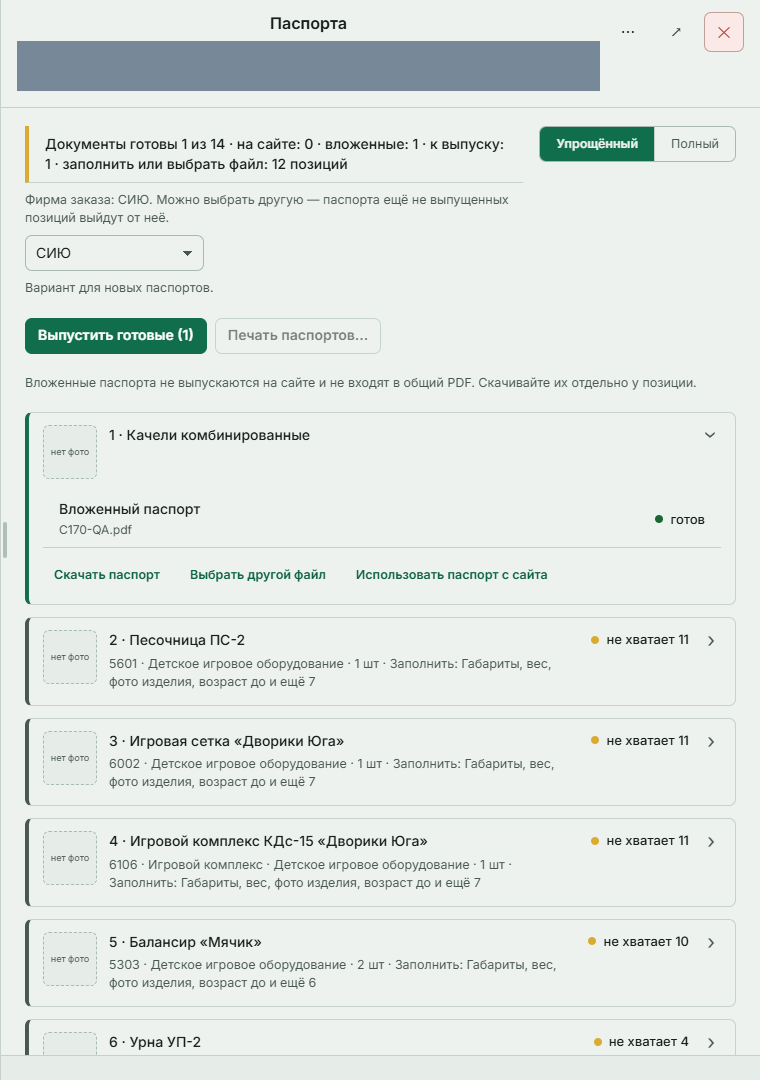 Паспорта
Документы готовы 1 из 14 · на сайте: 0 · вложенные: 1 · к выпуску:
1 · заполнить или выбрать файл: 12 позиций
Упрощённый
Полный
Фирма заказа: СИЮ. Можно выбрать другую — паспорта ещё не выпущенных
позиций выйдут от неё.
СИЮ
Вариант для новых паспортов.
Выпустить готовые (1)
Печать паспортов...
Вложенные паспорта не выпускаются на сайте и не входят в общий PDF. Скачивайте их отдельно у позиции.
нет фото
1 · Качели комбинированные
Вложенный паспорт
C170-QA.pdf
готов
Скачать паспорт
Выбрать другой файл
Использовать паспорт с сайта
нет фото
2 · Песочница ПС-2
не хватает 11
5601 · Детское игровое оборудование · 1 шт · Заполнить: Габариты, вес,
фото изделия, возраст до и ещё 7
нет фото
3 · Игровая сетка «Дворики Юга»
не хватает 11
6002 · Детское игровое оборудование · 1 шт · Заполнить: Габариты, вес,
фото изделия, возраст до и ещё 7
нет фото
4 · Игровой комплекс КДс-15 «Дворики Юга»
не хватает 11
6106 · Игровой комплекс · Детское игровое оборудование · 1 шт ·
Заполнить: Габариты, вес, фото изделия, возраст до и ещё 7
нет фото
5 · Балансир «Мячик»
не хватает 10
5303 · Детское игровое оборудование · 2 шт · Заполнить: Габариты, вес,
фото изделия, возраст до и ещё 6
6 · Урна УП-2
не хватает 4